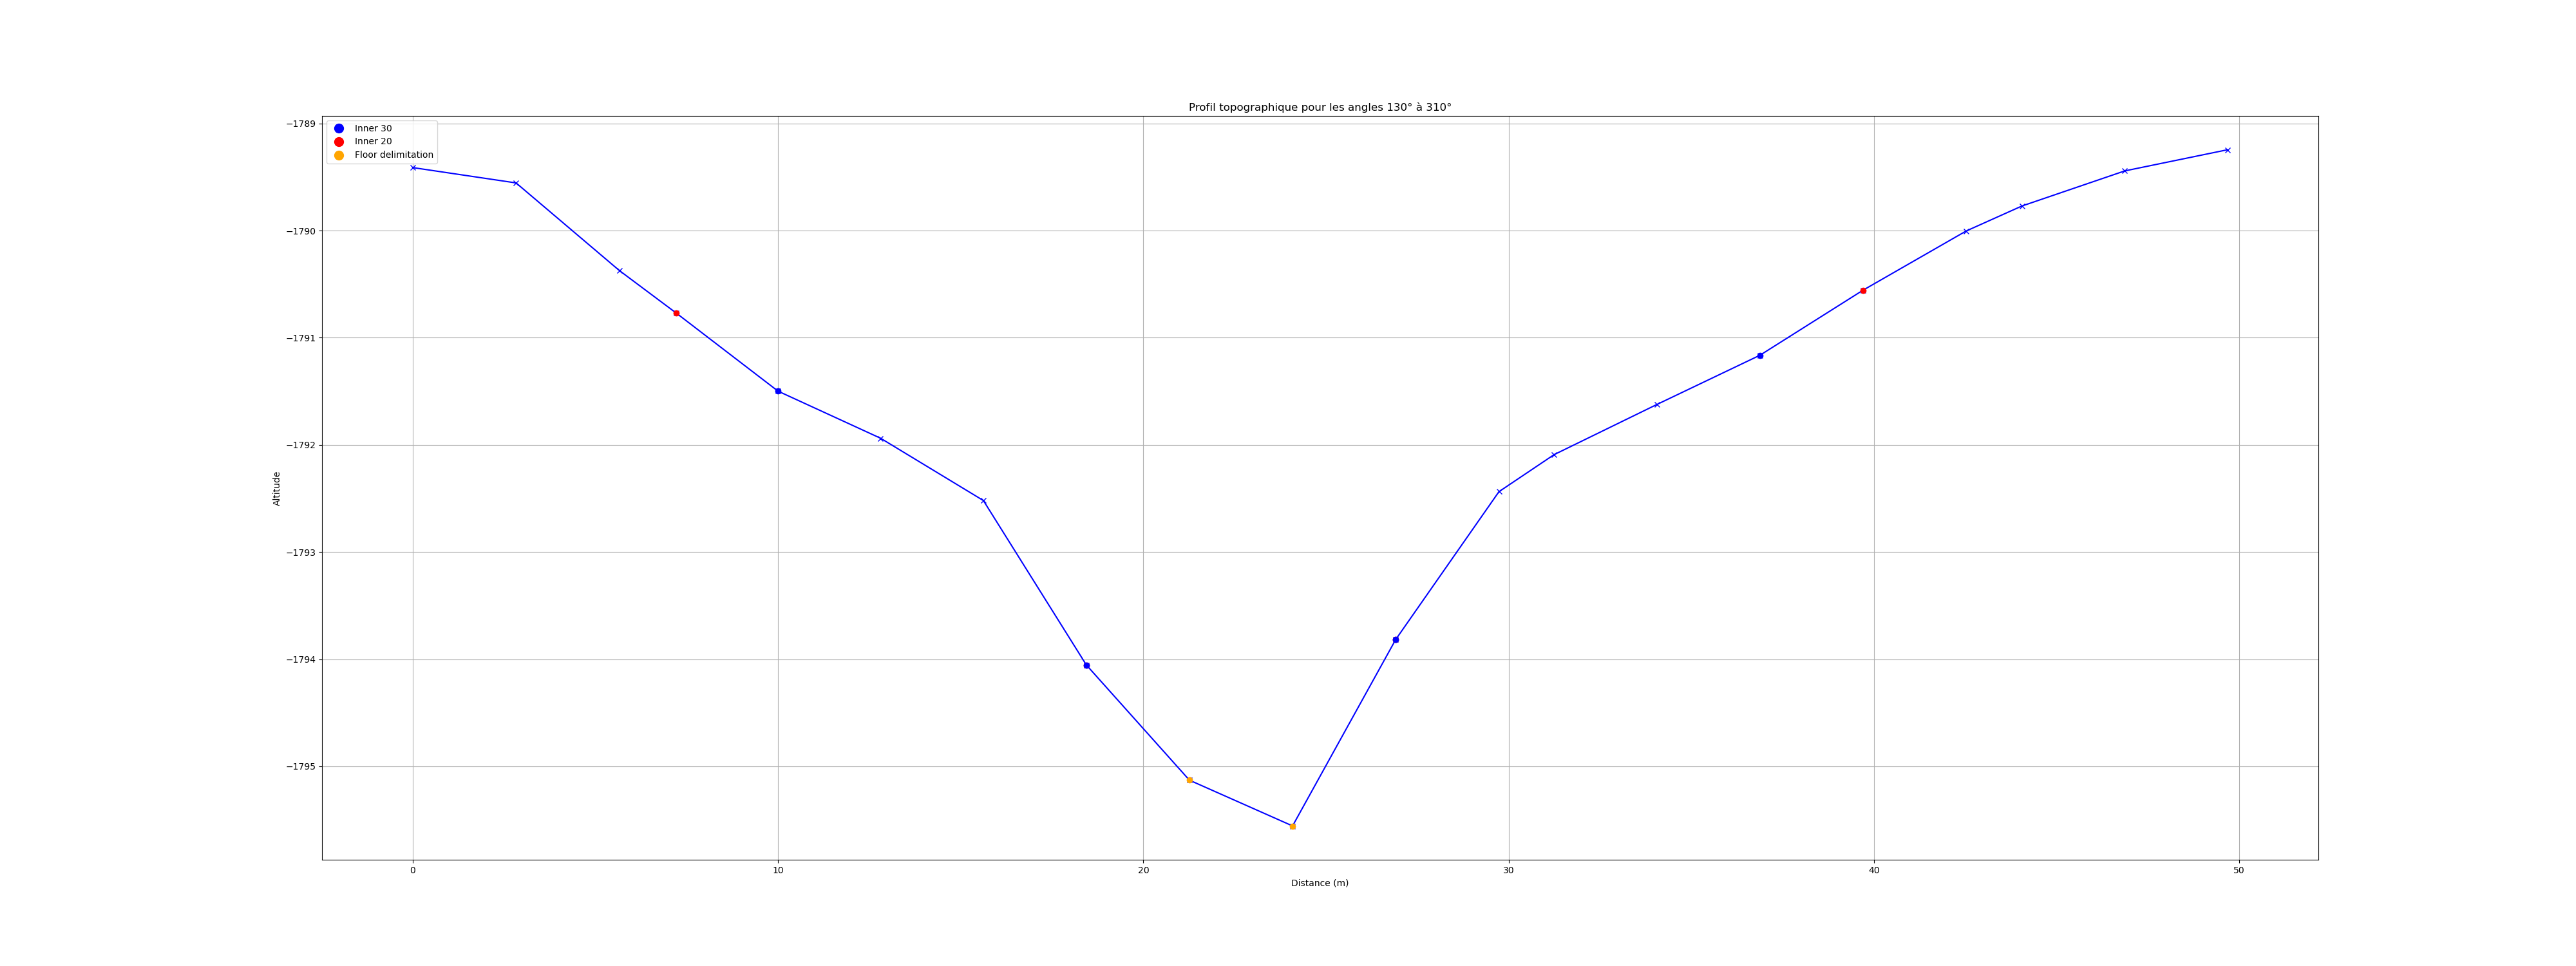 Profil topographique pour les angles 130° à 310°
Inner 30
Inner 20
Floor delimitation
−1789
−1790
−1791
−1792
−1793
−1794
−1795
Altitude
0 10 20 30 40 50
Distance (m)